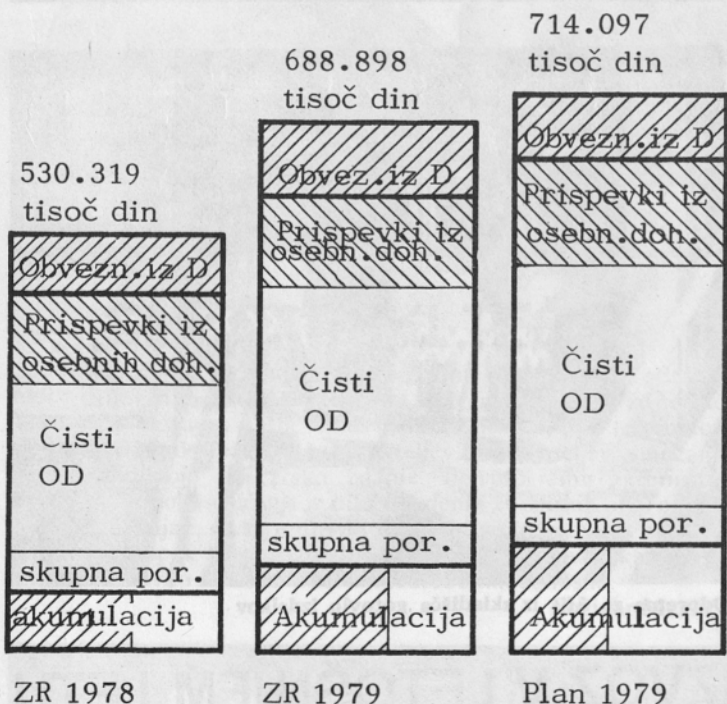 530.319
tisoč din
Obvezn.iz D
Prispevki iz
osebnih doh.
Čisti
OD
skupna por.
akumulacija
ZR 1978
688.898
tisoč din
Obvez.iz D
Prispevki iz
osebn.doh.
Čisti
OD
skupna por.
Akumulacija
ZR 1979
714.097
tisoč din
Obvezn.iz D
Prispevki iz
osebn.doh.
Čisti
OD
skupna por.
Akumulacija
Plan 1979